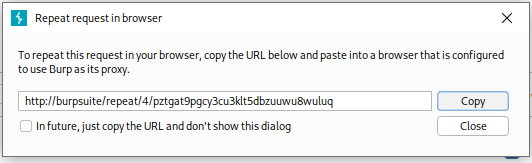 Repeat request in browser
To repeat this request in your browser, copy the URL below and paste into a browser that is configured
to use Burp as its proxy.
http://burpsuite/repeat/4/pztgat9pgcy3cu3klt5dbzuuwu8wuluq
Copy
In future, just copy the URL and don't show this dialog
Close